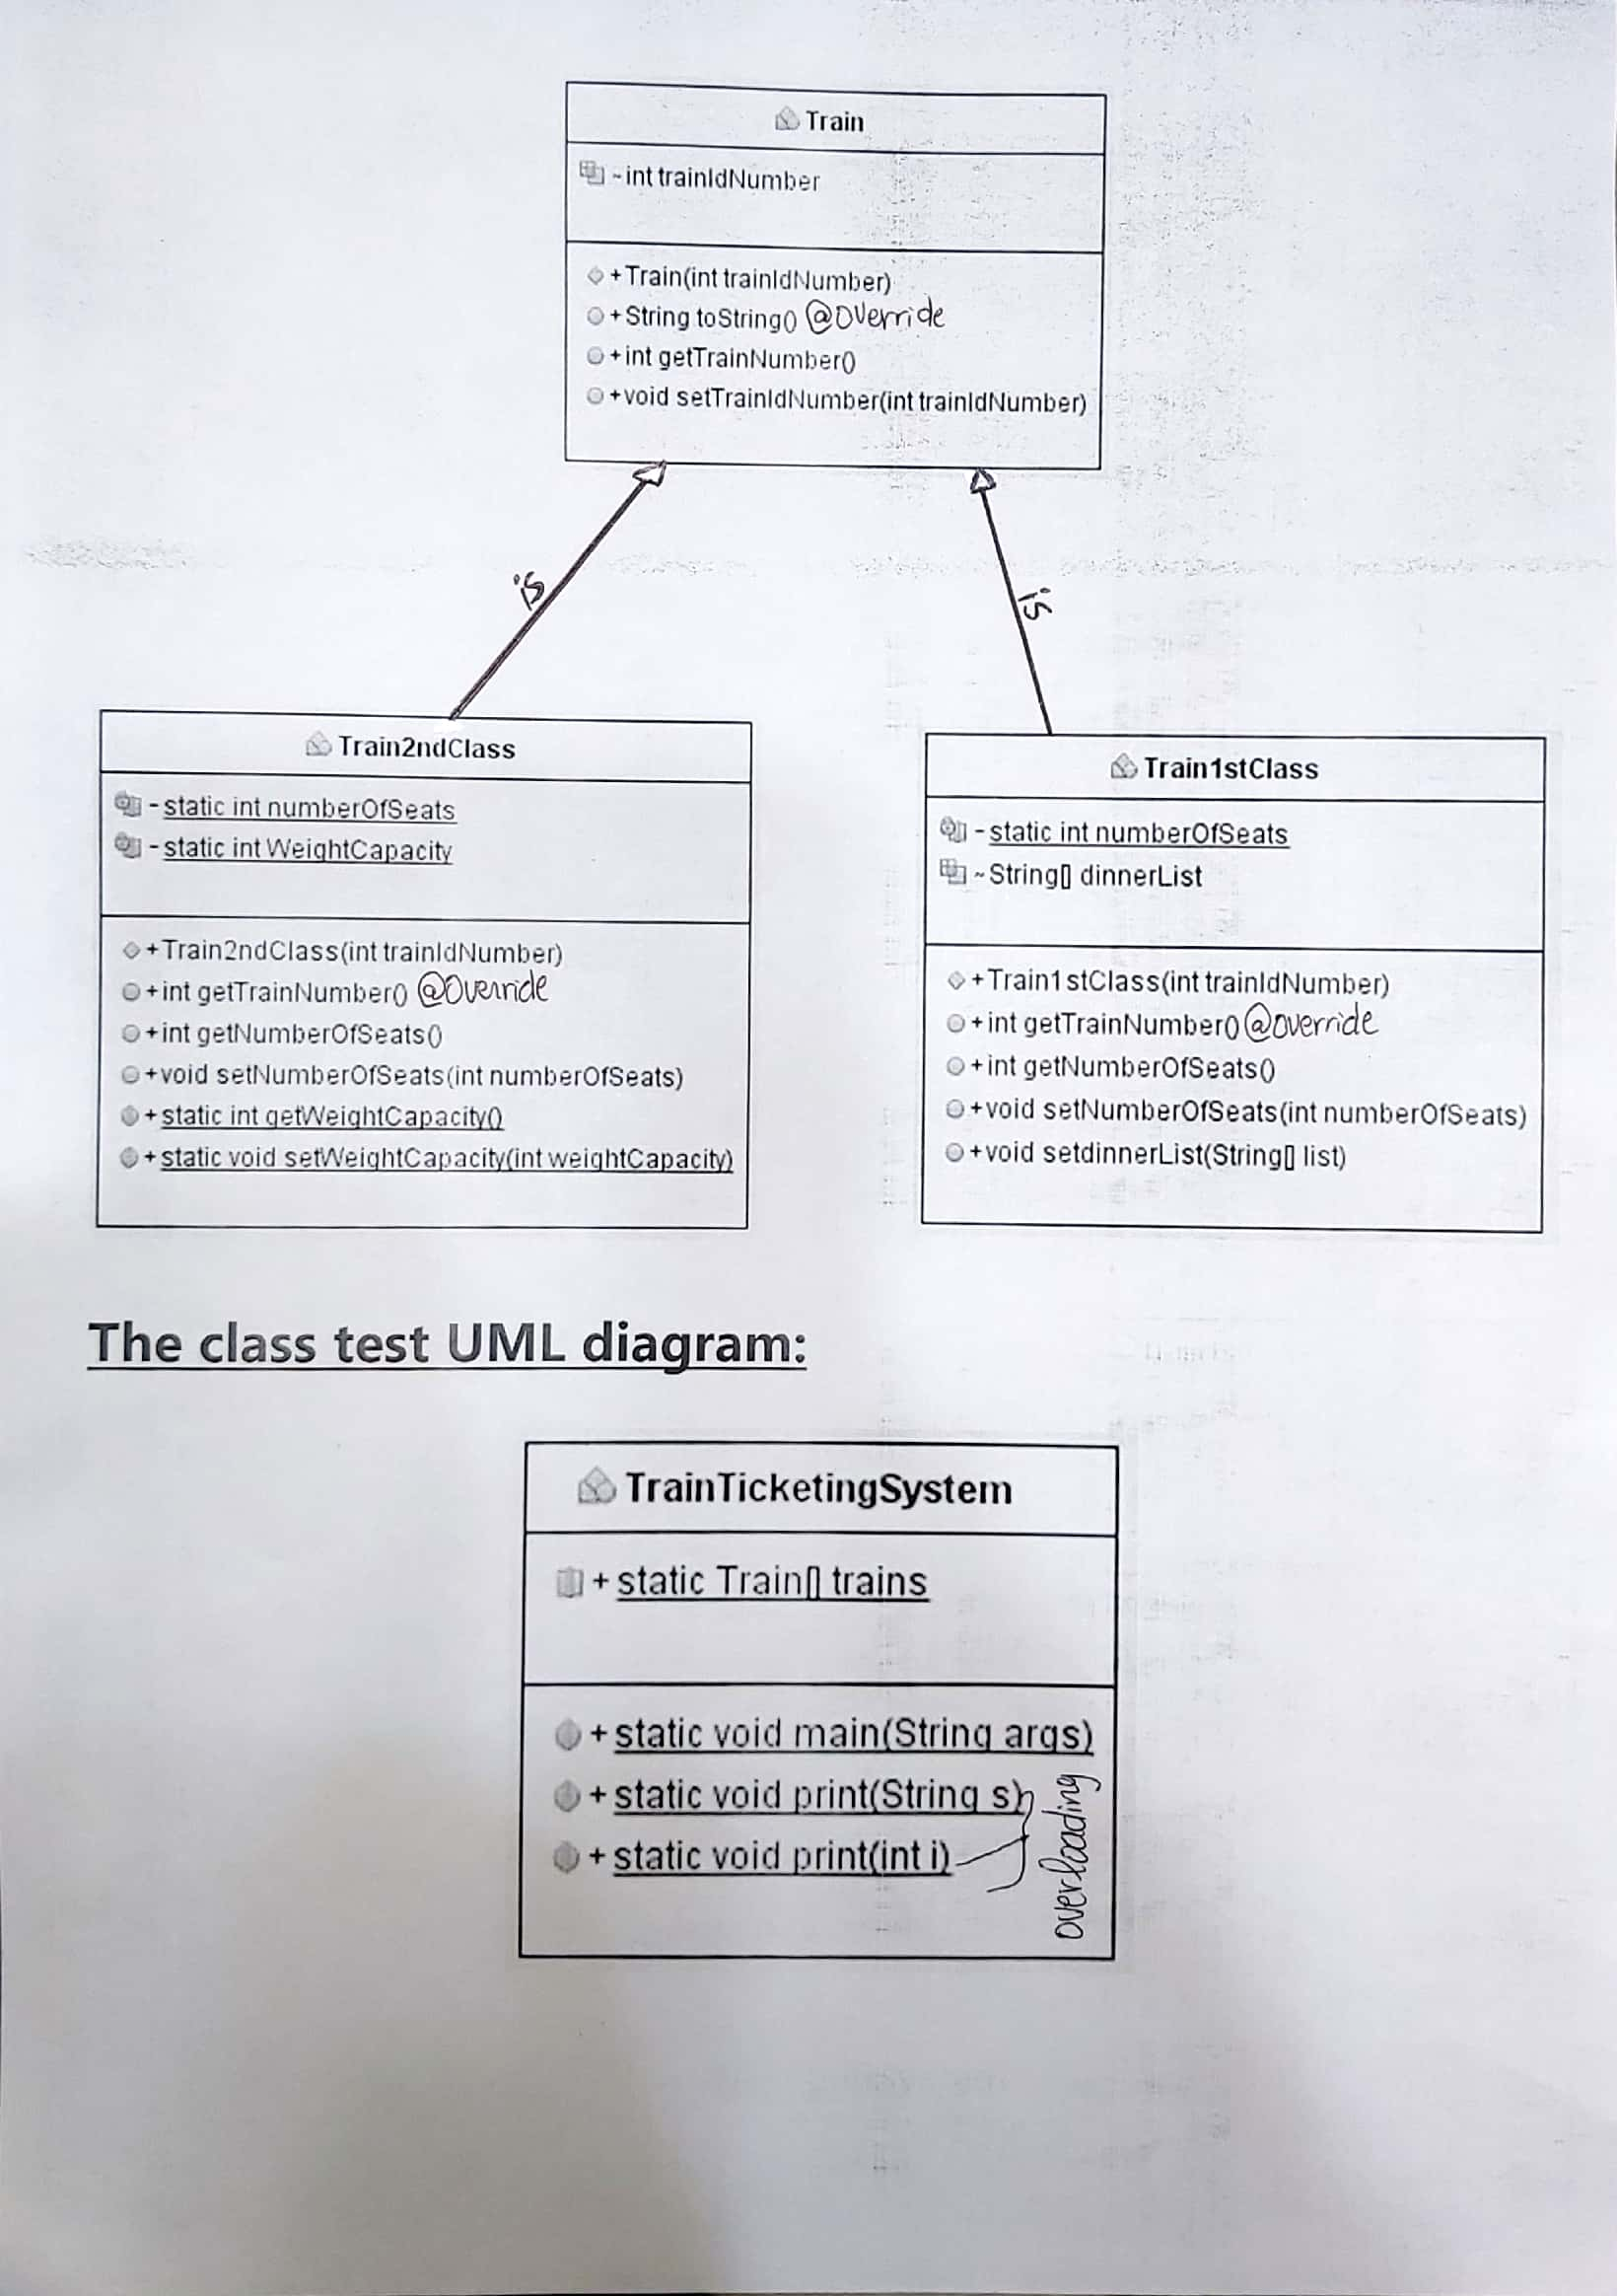 Train
~int trainIdNumber
+Train(int trainIdNumber)
+String toString() @Override
+int getTrainNumber()
+void setTrainIdNumber(int trainIdNumber)
is
is
Train2ndClass
-static int numberOfSeats
-static int WeightCapacity
+Train2ndClass(int trainIdNumber)
+int getTrainNumber() @Override
+int getNumberOfSeats()
+void setNumberOfSeats(int numberOfSeats)
+static int getWeightCapacity()
+static void setWeightCapacity(int weightCapacity)
Train1stClass
-static int numberOfSeats
~String[] dinnerList
+Train1stClass(int trainIdNumber)
+int getTrainNumber() @override
+int getNumberOfSeats()
+void setNumberOfSeats(int numberOfSeats)
+void setdinnerList(String[] list)
The class test UML diagram:
TrainTicketingSystem
+ static Train[] trains
+ static void main(String args)
+ static void print(String s)
+ static void print(int i)
overloading